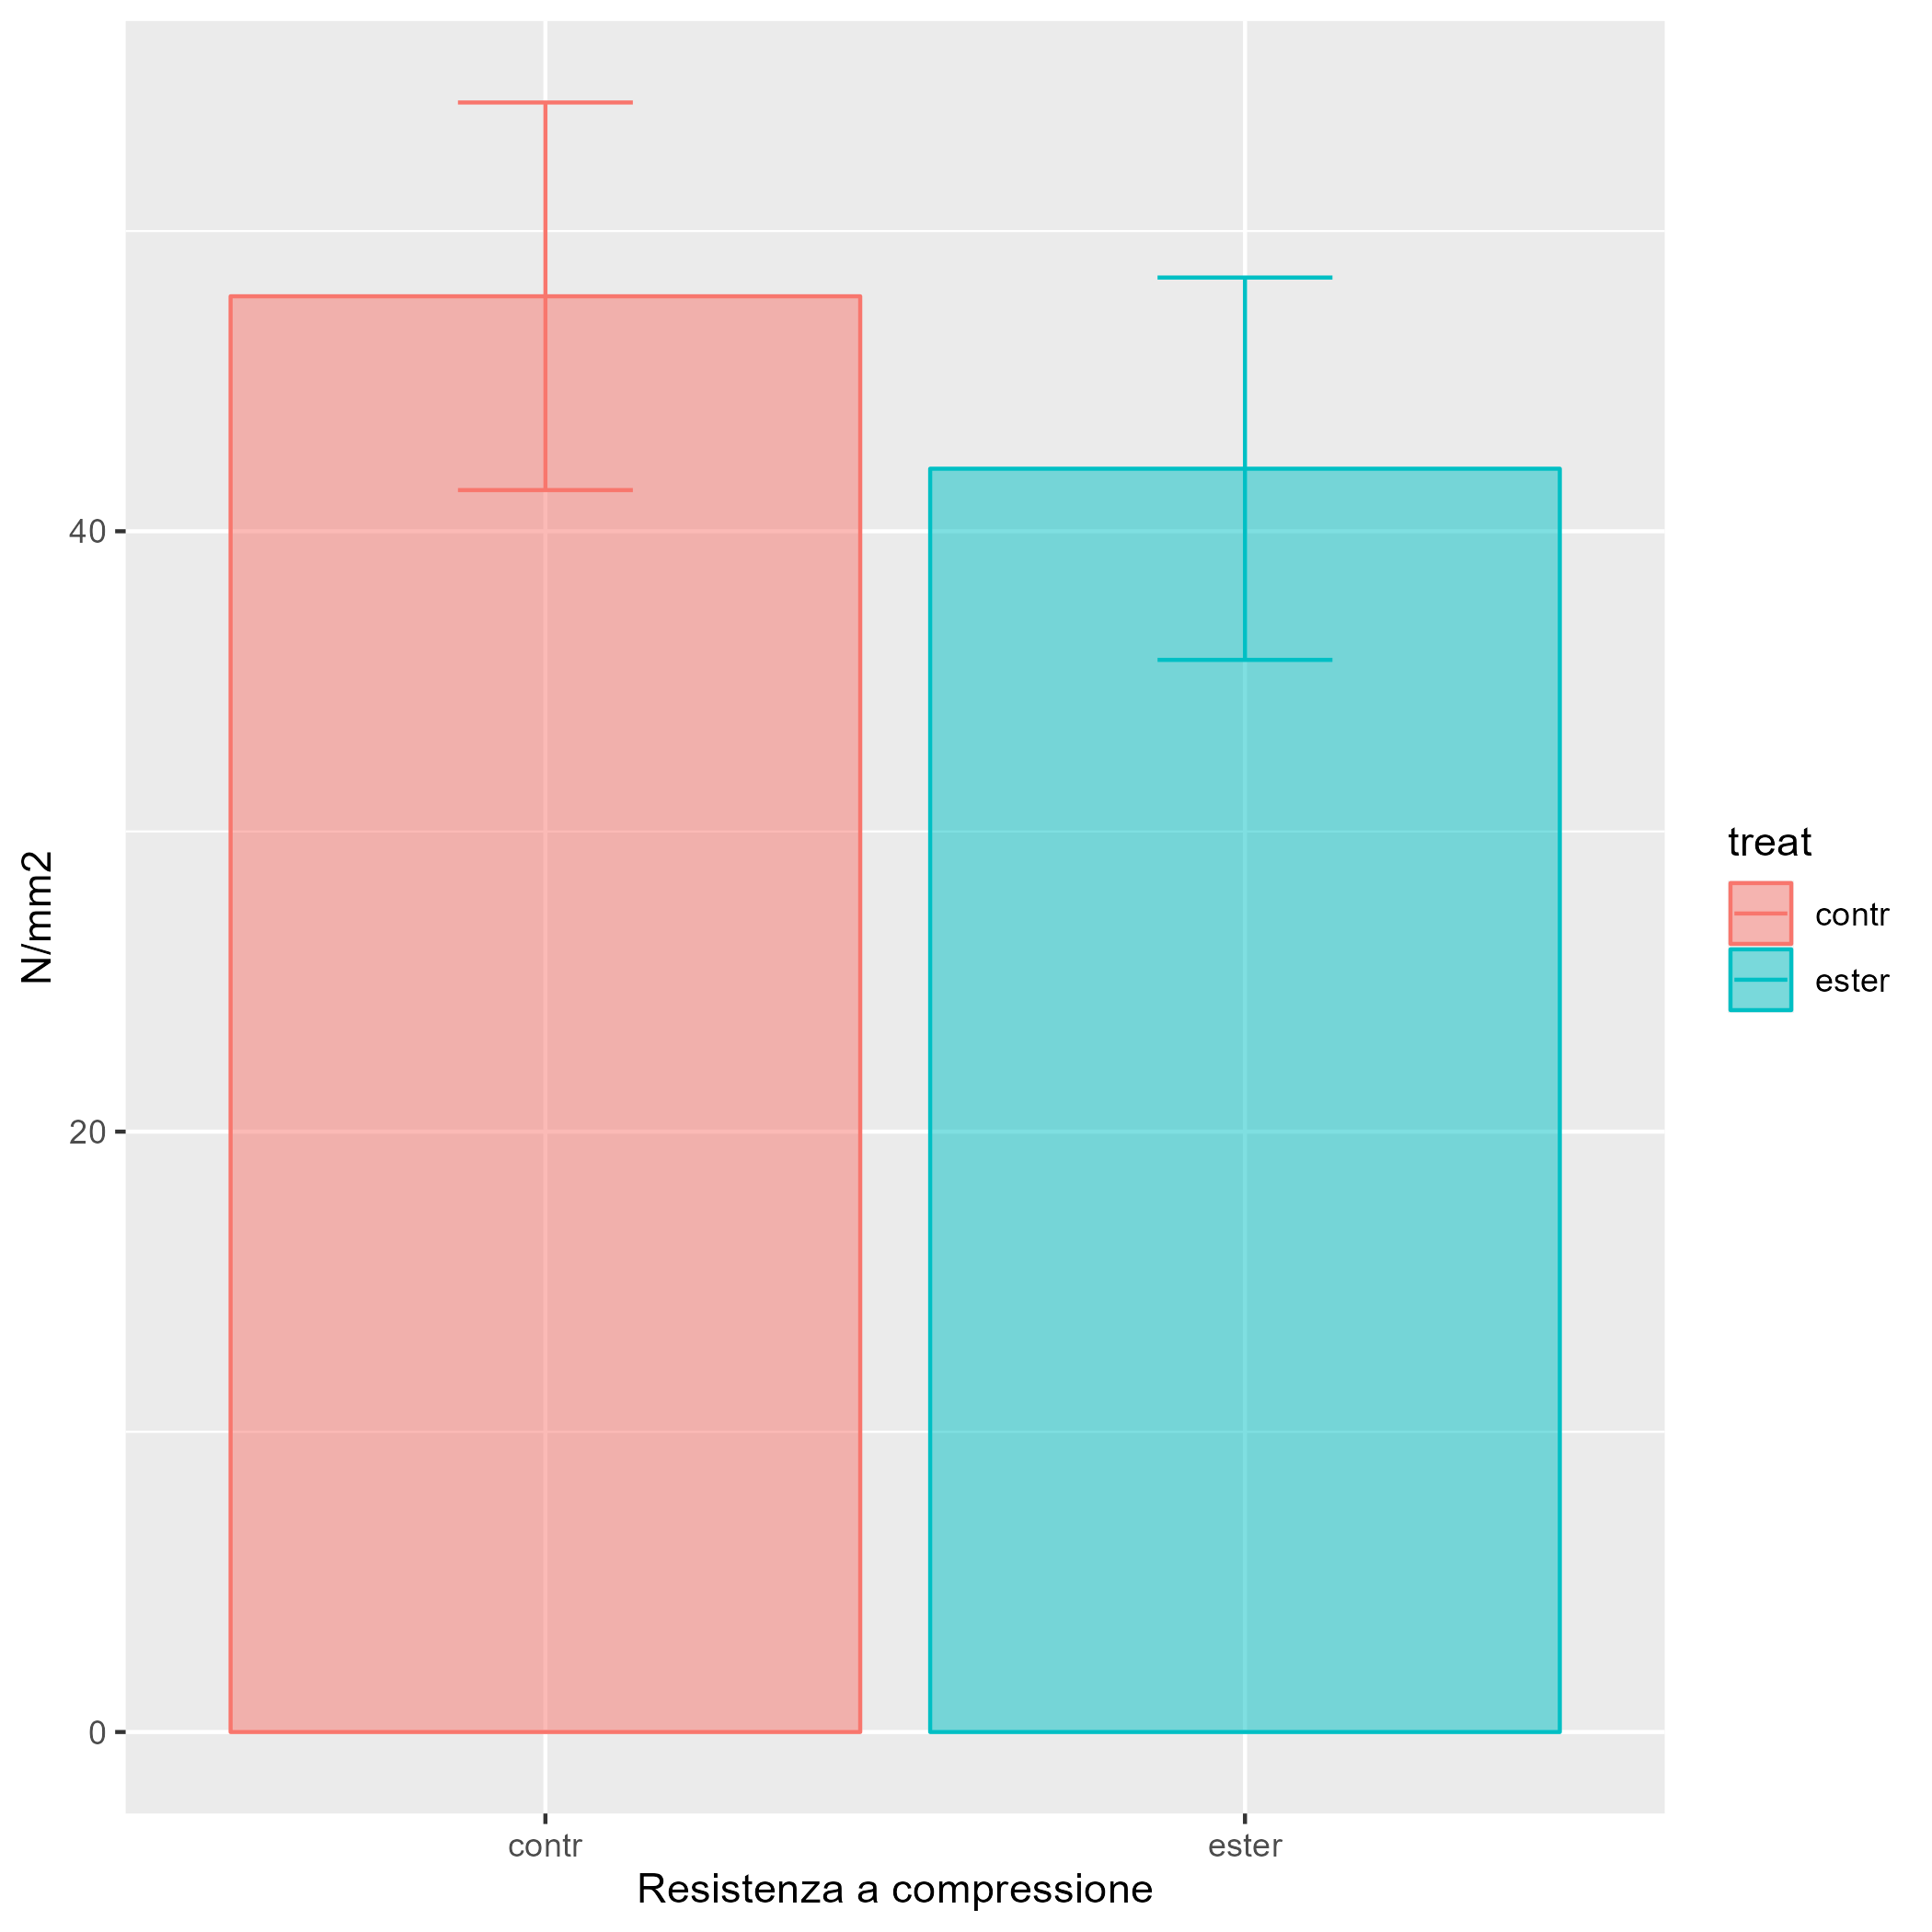 N/mm2
40
20
0
contr
ester
Resistenza a compressione
treat
contr
ester